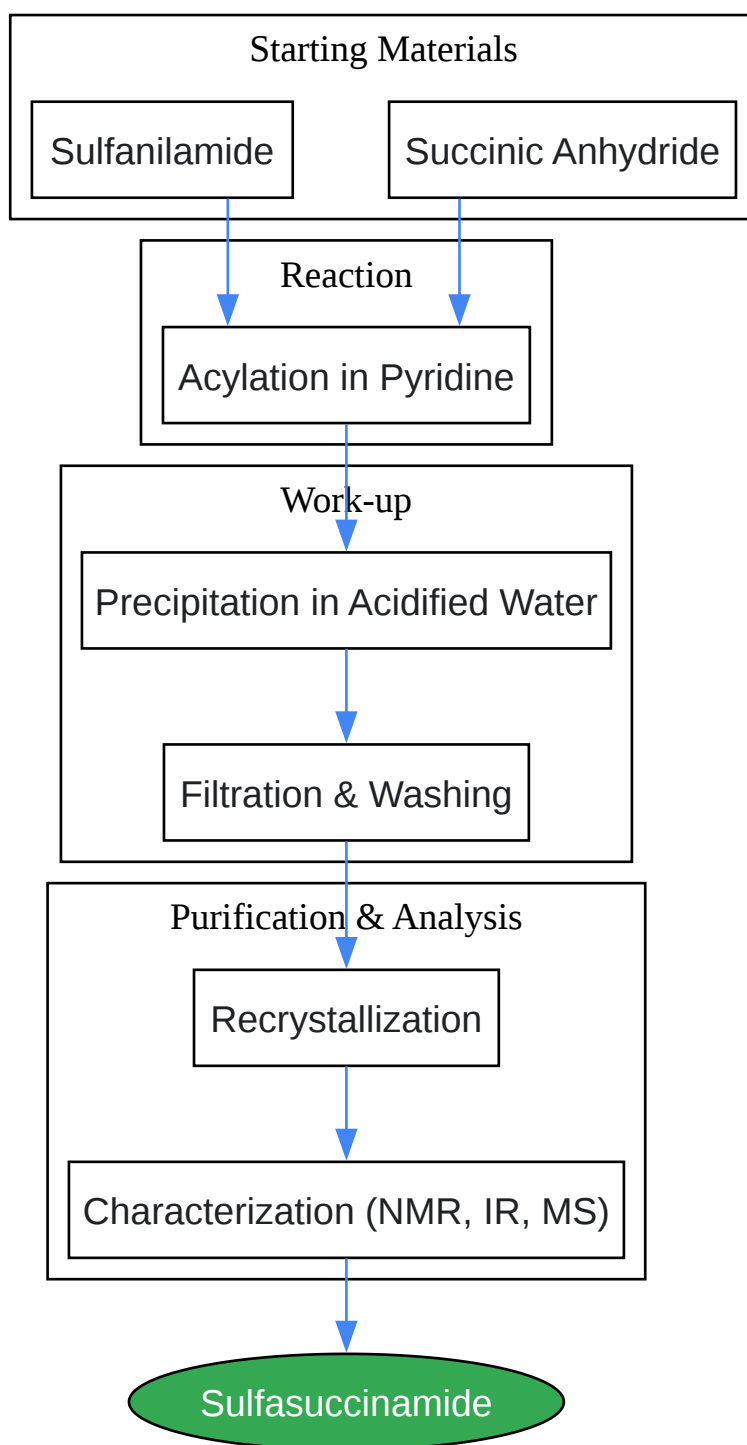 Starting Materials
Sulfanilamide
Succinic Anhydride
Reaction
Acylation in Pyridine
Work-up
Precipitation in Acidified Water
Filtration & Washing
Purification & Analysis
Recrystallization
Characterization (NMR, IR, MS)
Sulfasuccinamide